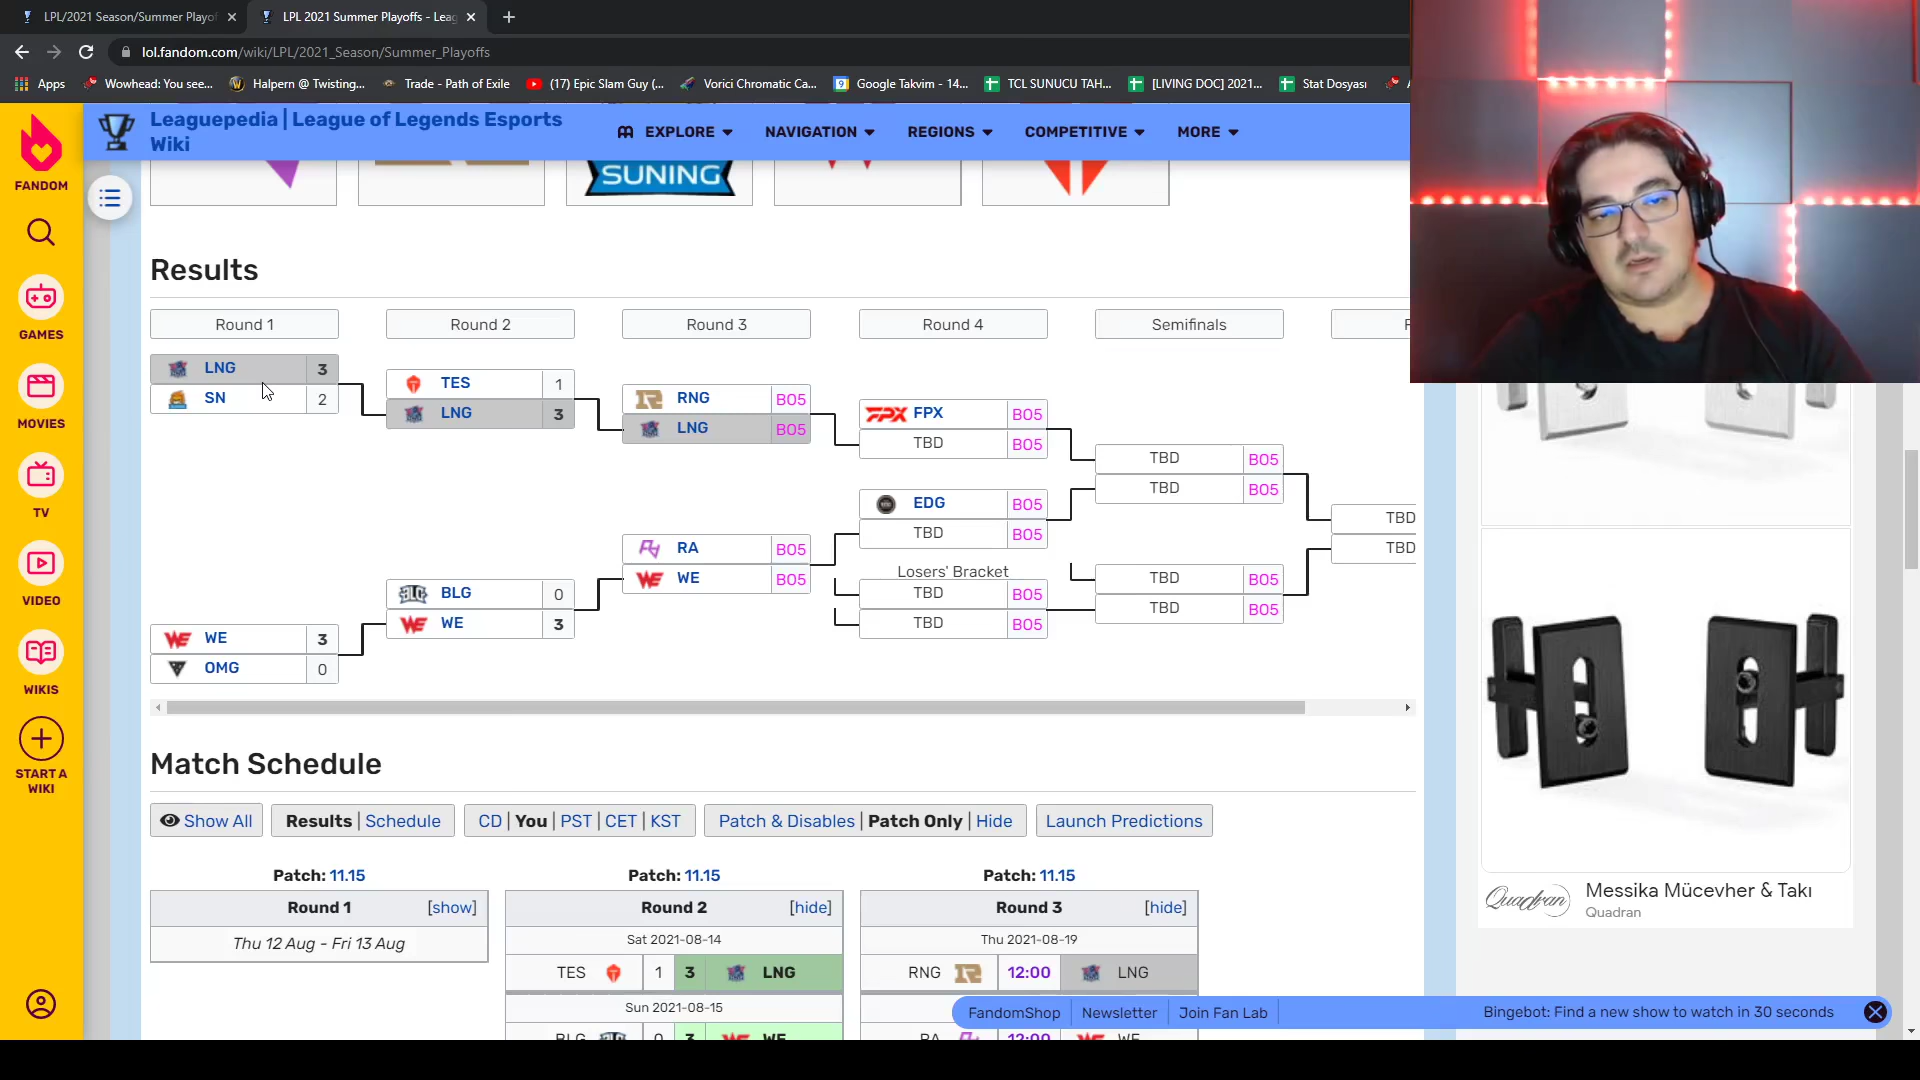 LPL/2021 Season/Summer Playof
LPL 2021 Summer Playoffs - Leag
lol.fandom.com/wiki/LPL/2021_Season/Summer_Playoffs
Apps
Wowhead: You see...
Halpern @ Twisting...
Trade - Path of Exile
(17) Epic Slam Guy (...
Vorici Chromatic Ca...
Google Takvim - 14...
TCL SUNUCU TAH...
[LIVING DOC] 2021...
Stat Dosyası
FANDOM
GAMES
MOVIES
TV
VIDEO
WIKIS
START A
WIKI
Leaguepedia | League of Legends Esports
Wiki
EXPLORE
NAVIGATION
REGIONS
COMPETITIVE
MORE
SUNING
Results
Round 1
Round 2
Round 3
Round 4
Semifinals
LNG 3
SN 2
TES 1
LNG 3
RNG BO5
LNG BO5
FPX BO5
TBD BO5
TBD BO5
TBD BO5
EDG BO5
TBD BO5
TBD
TBD
RA BO5
WE BO5
Losers' Bracket
TBD BO5
TBD BO5
TBD BO5
TBD BO5
BLG 0
WE 3
WE 3
OMG 0
Match Schedule
Show All
Results | Schedule
CD | You | PST | CET | KST
Patch & Disables | Patch Only | Hide
Launch Predictions
Patch: 11.15
Round 1 [show]
Thu 12 Aug - Fri 13 Aug
Patch: 11.15
Round 2 [hide]
Sat 2021-08-14
TES 1 3 LNG
Sun 2021-08-15
BLG 0 3 WE
Patch: 11.15
Round 3 [hide]
Thu 2021-08-19
RNG 12:00 LNG
RA 12:00 WE
Quadran
Messika Mücevher & Takı
Quadran
FandomShop
Newsletter
Join Fan Lab
Bingebot: Find a new show to watch in 30 seconds